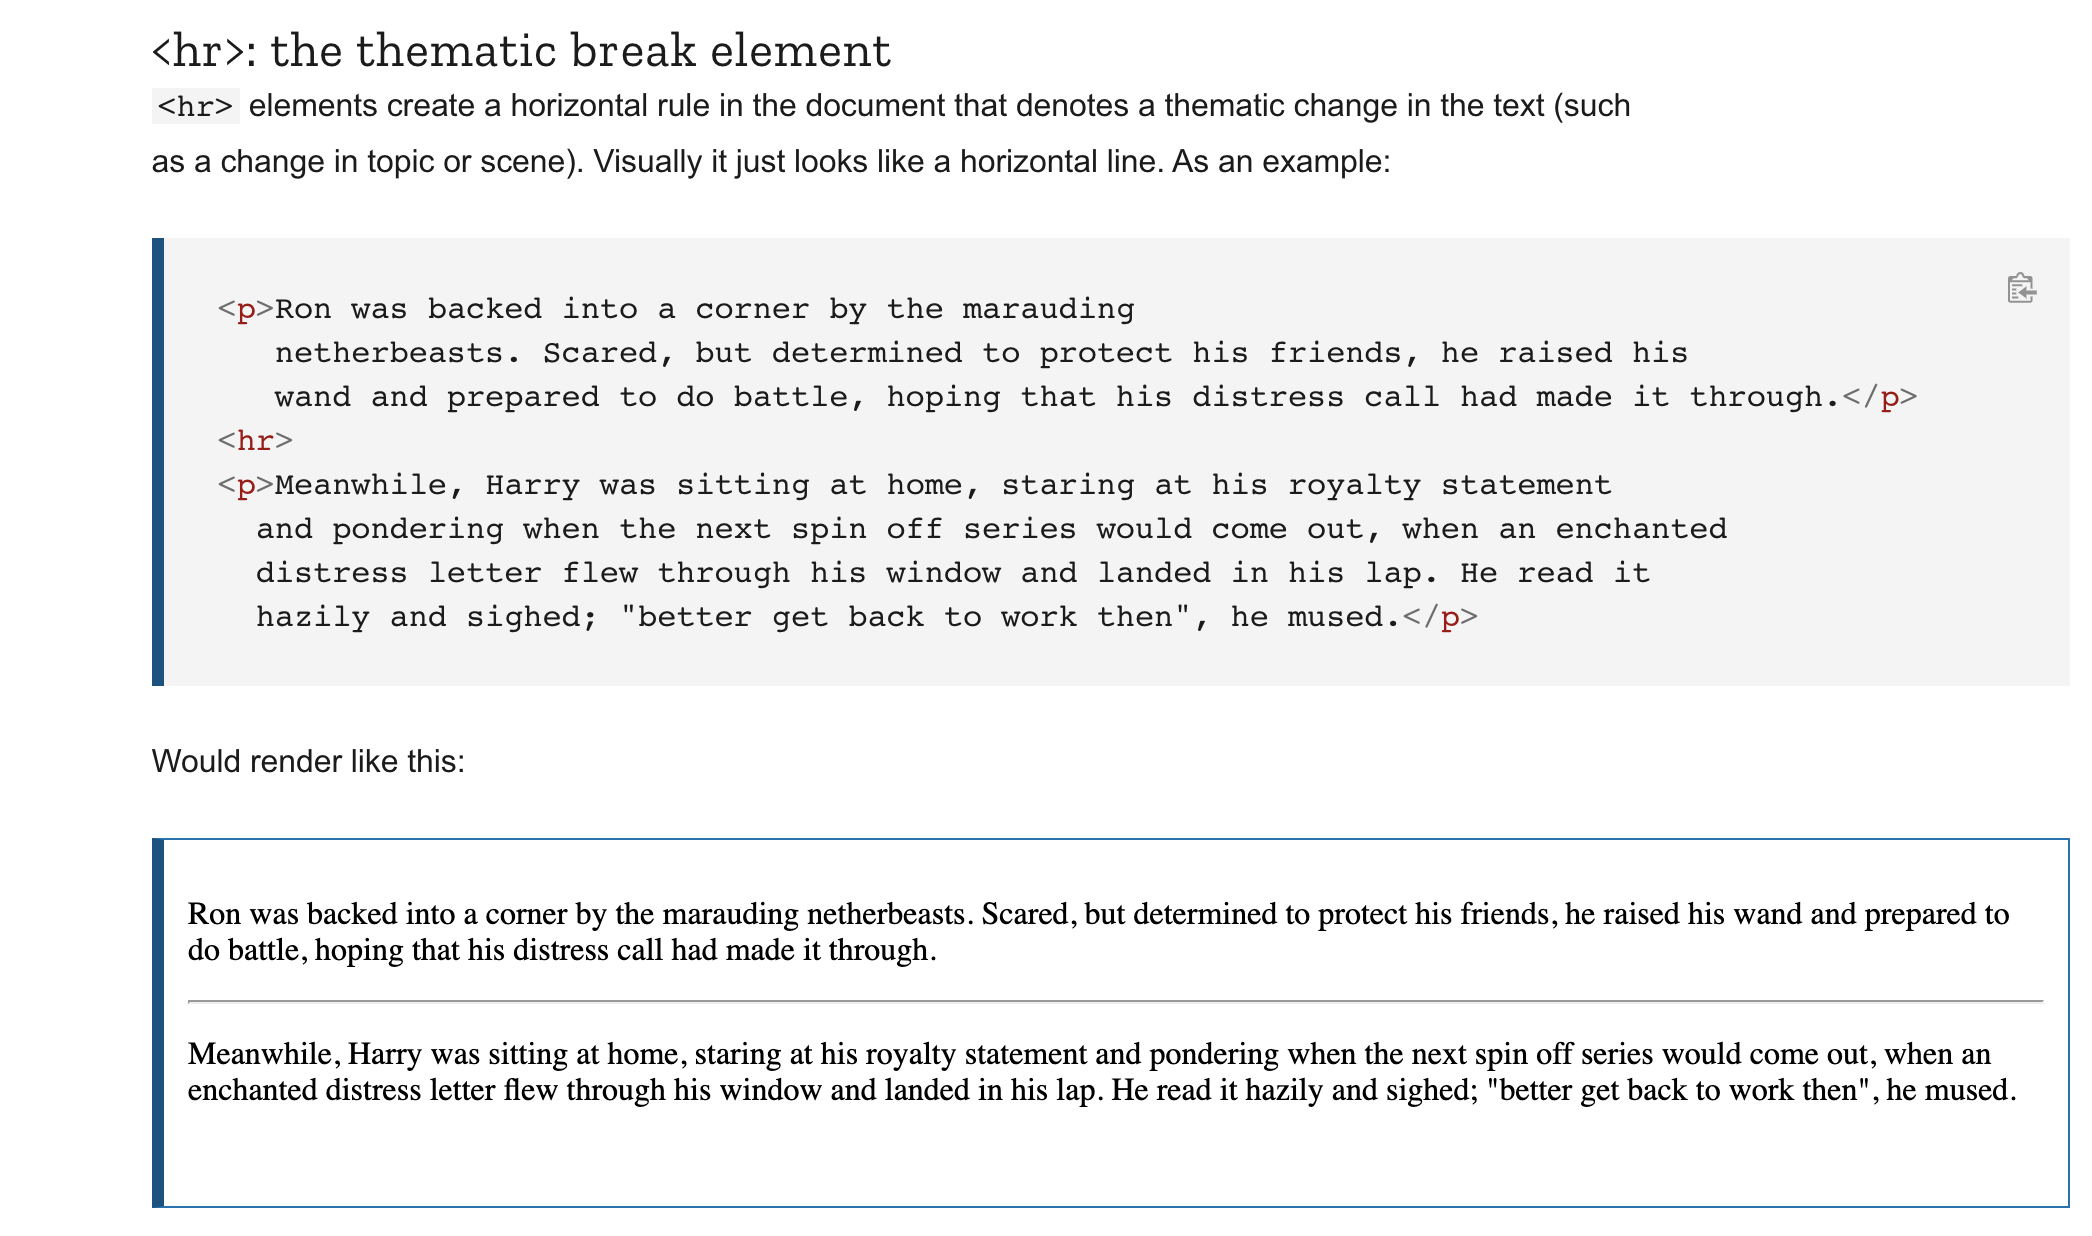 <hr>: the thematic break element
<hr> elements create a horizontal rule in the document that denotes a thematic change in the text (such
as a change in topic or scene). Visually it just looks like a horizontal line. As an example:
<p>Ron was backed into a corner by the marauding
netherbeasts. Scared, but determined to protect his friends, he raised his
wand and prepared to do battle, hoping that his distress call had made it through.</p>
<hr>
<p>Meanwhile, Harry was sitting at home, staring at his royalty statement
and pondering when the next spin off series would come out, when an enchanted
distress letter flew through his window and landed in his lap. He read it
hazily and sighed; "better get back to work then", he mused.</p>
Would render like this:
Ron was backed into a corner by the marauding netherbeasts. Scared, but determined to protect his friends, he raised his wand and prepared to
do battle, hoping that his distress call had made it through.
Meanwhile, Harry was sitting at home, staring at his royalty statement and pondering when the next spin off series would come out, when an
enchanted distress letter flew through his window and landed in his lap. He read it hazily and sighed; "better get back to work then", he mused.